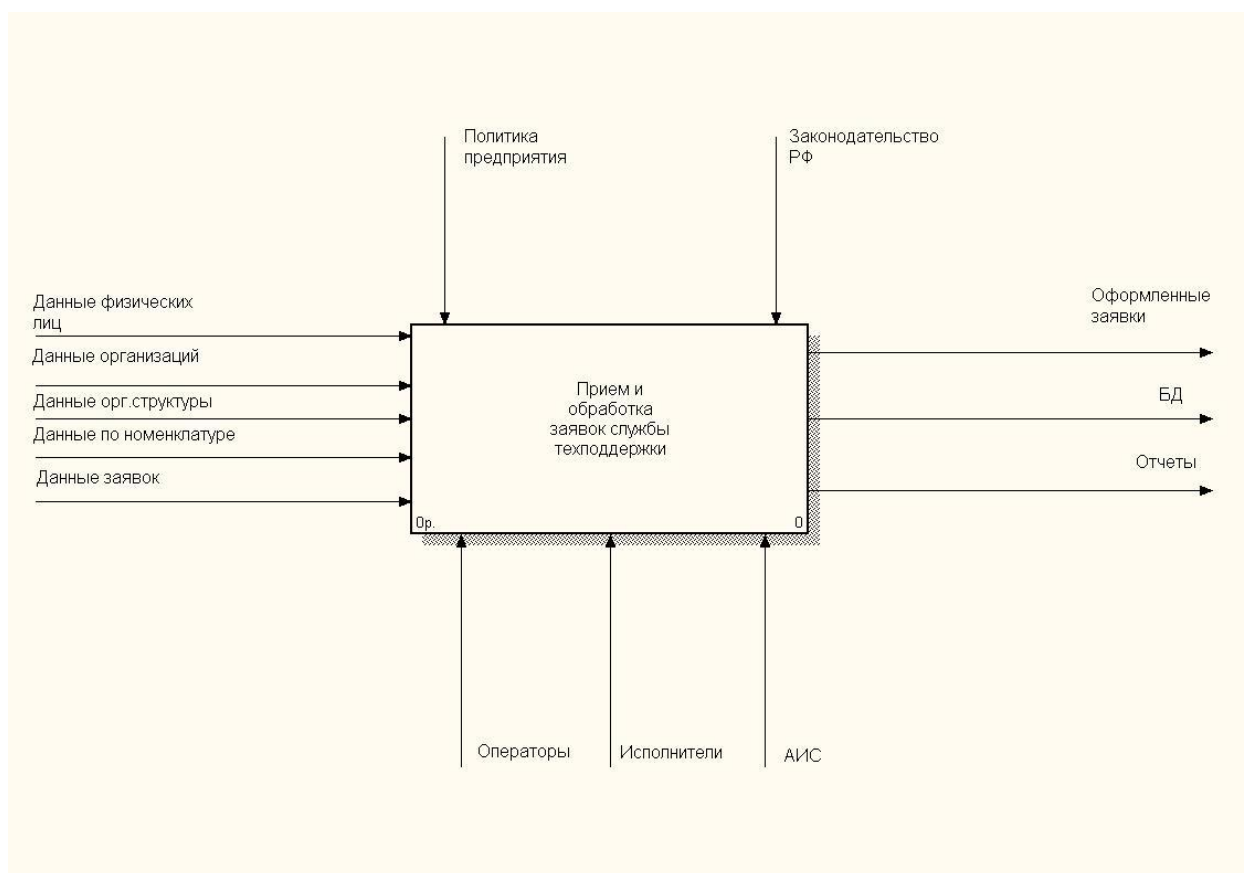 Политика
предприятия
Законодательство
РФ
Данные физических
лиц
Данные организаций
Данные орг.структуры
Данные по номенклатуре
Данные заявок
Прием и
обработка
заявок службы
техподдержки
0р.
0
Оформленные
заявки
БД
Отчеты
Операторы
Исполнители
АИС